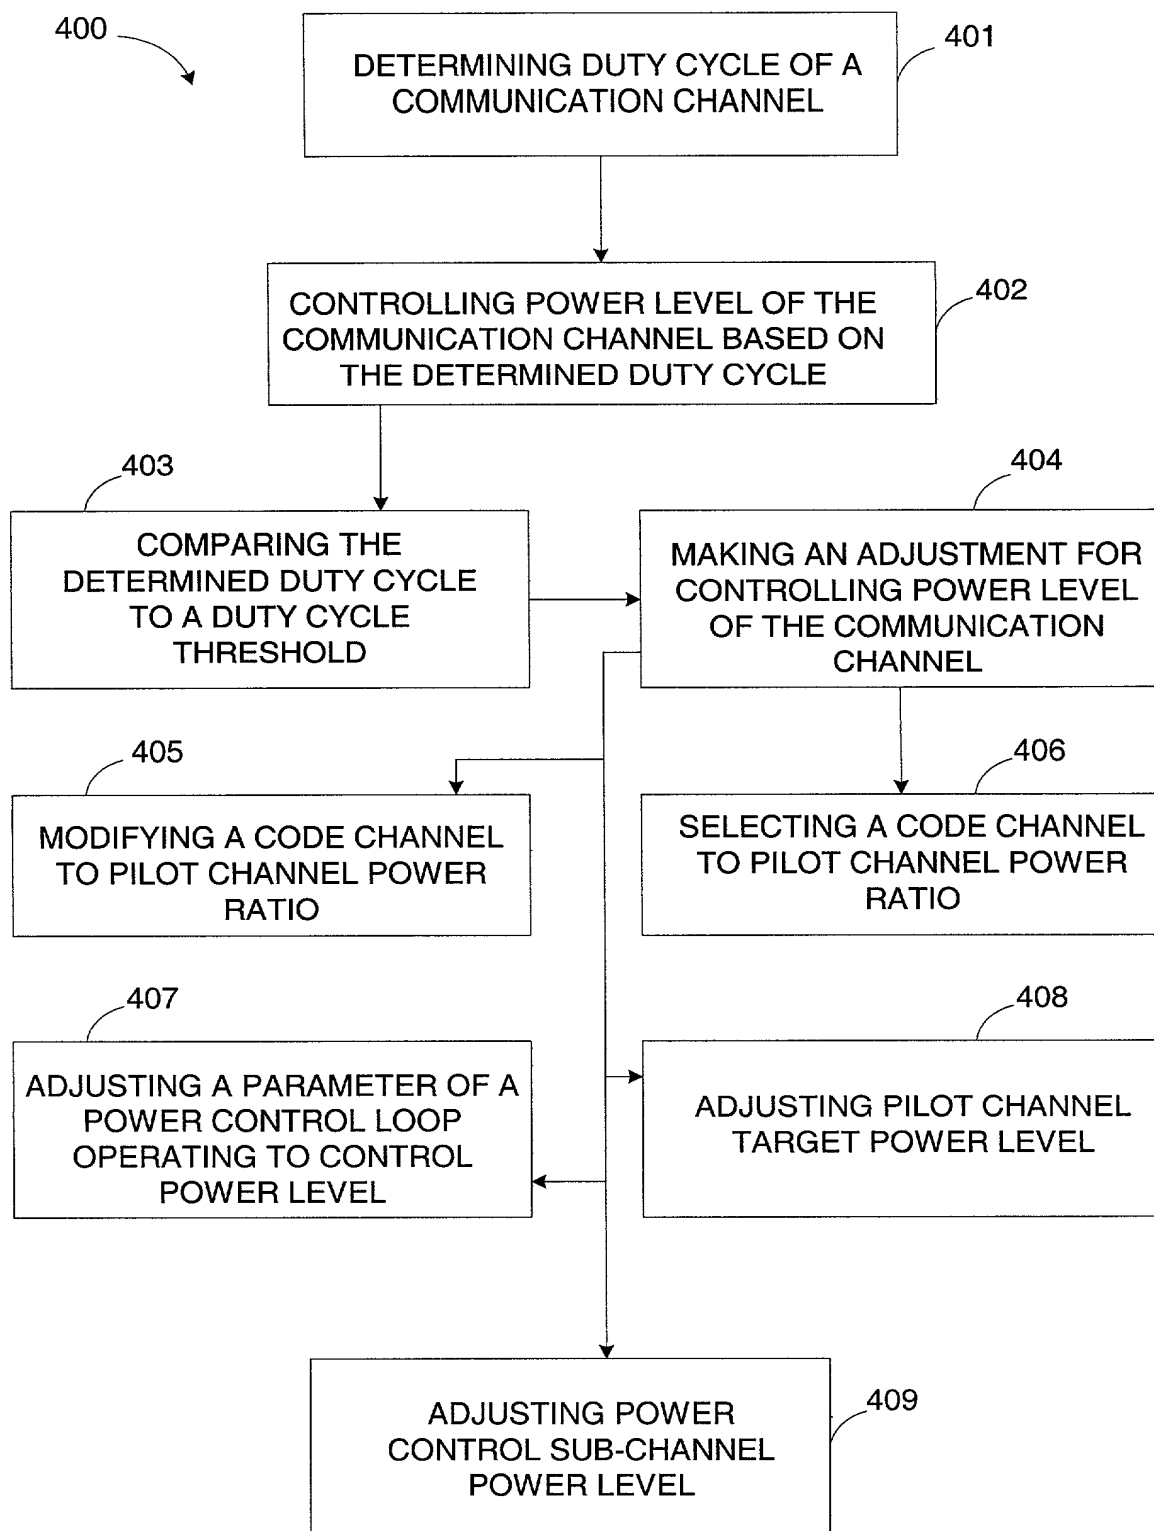 400
401
DETERMINING DUTY CYCLE OF A
COMMUNICATION CHANNEL
402
CONTROLLING POWER LEVEL OF THE
COMMUNICATION CHANNEL BASED ON
THE DETERMINED DUTY CYCLE
403
COMPARING THE
DETERMINED DUTY CYCLE
TO A DUTY CYCLE
THRESHOLD
404
MAKING AN ADJUSTMENT FOR
CONTROLLING POWER LEVEL
OF THE COMMUNICATION
CHANNEL
405
MODIFYING A CODE CHANNEL
TO PILOT CHANNEL POWER
RATIO
406
SELECTING A CODE CHANNEL
TO PILOT CHANNEL POWER
RATIO
407
ADJUSTING A PARAMETER OF A
POWER CONTROL LOOP
OPERATING TO CONTROL
POWER LEVEL
408
ADJUSTING PILOT CHANNEL
TARGET POWER LEVEL
409
ADJUSTING POWER
CONTROL SUB-CHANNEL
POWER LEVEL